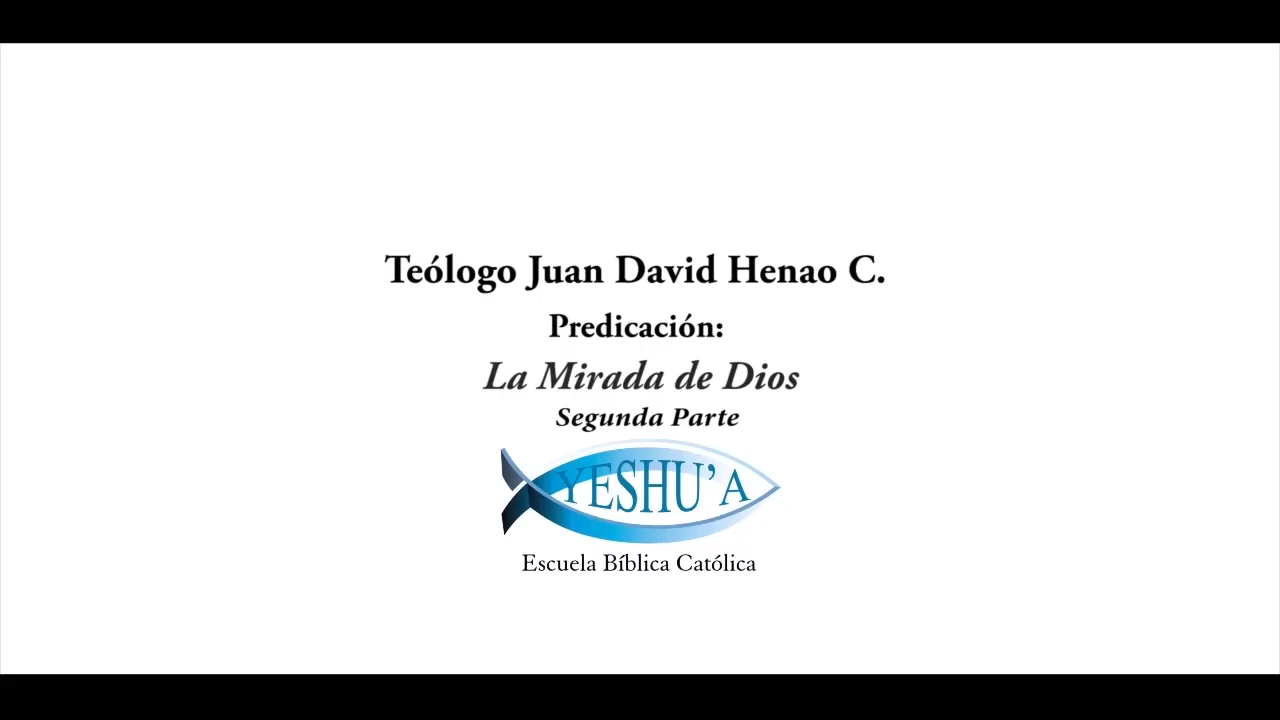 Teólogo Juan David Henao C.
Predicación:
La Mirada de Dios
Segunda Parte
YESHU'A
Escuela Bíblica Católica